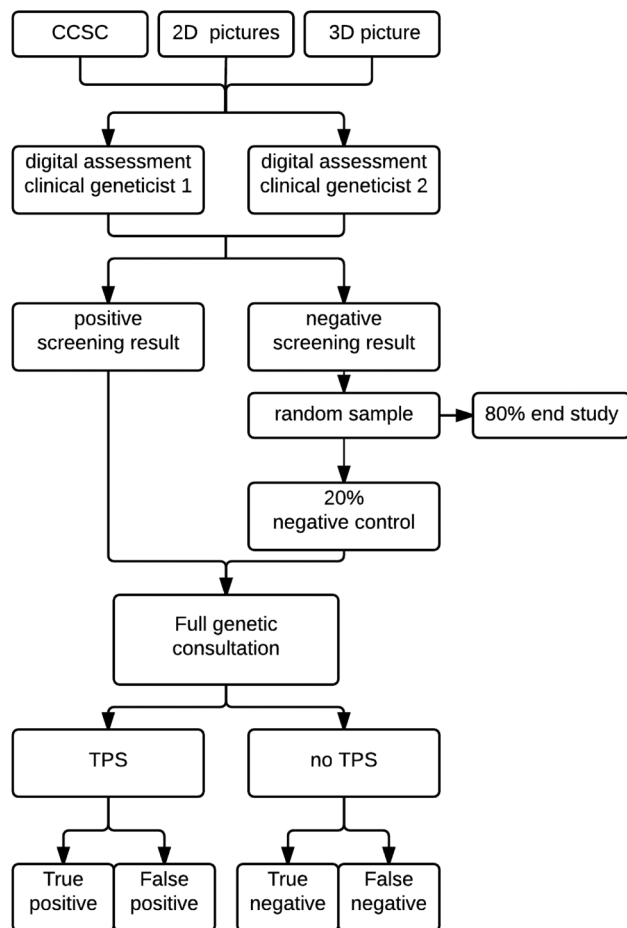 CCSC
2D pictures
3D picture
digital assessment
clinical geneticist 1
digital assessment
clinical geneticist 2
positive
screening result
negative
screening result
random sample
80% end study
20%
negative control
Full genetic
consultation
TPS
no TPS
True
positive
False
positive
True
negative
False
negative